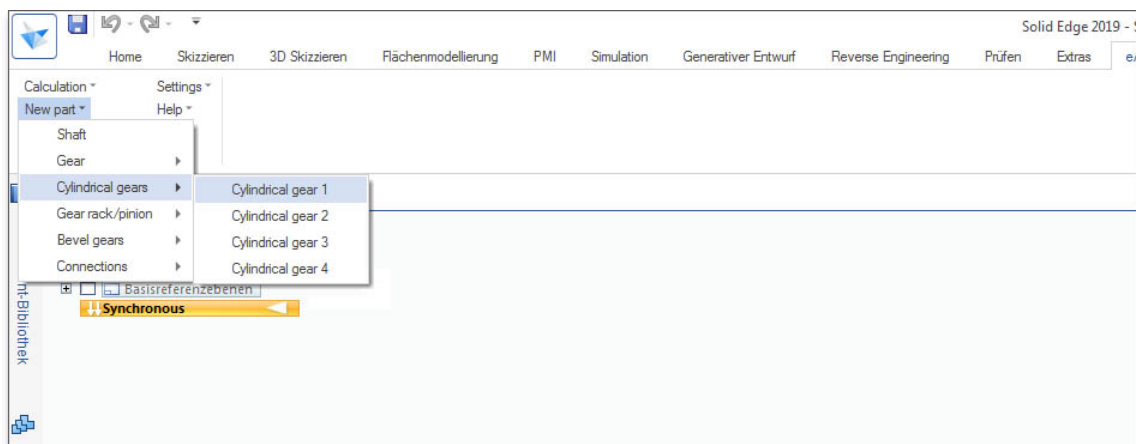 Solid Edge 2019 - S
Home Skizzieren 3D Skizzieren Flächenmodellierung PMI Simulation Generativer Entwurf Reverse Engineering Prüfen Extras e
Calculation Settings
New part Help
Shaft
Gear
Cylindrical gears Cylindrical gear 1
Gear rack/pinion Cylindrical gear 2
Bevel gears Cylindrical gear 3
Connections Cylindrical gear 4
Basisreferenzebenen
Synchronous
nt-Bibliothek